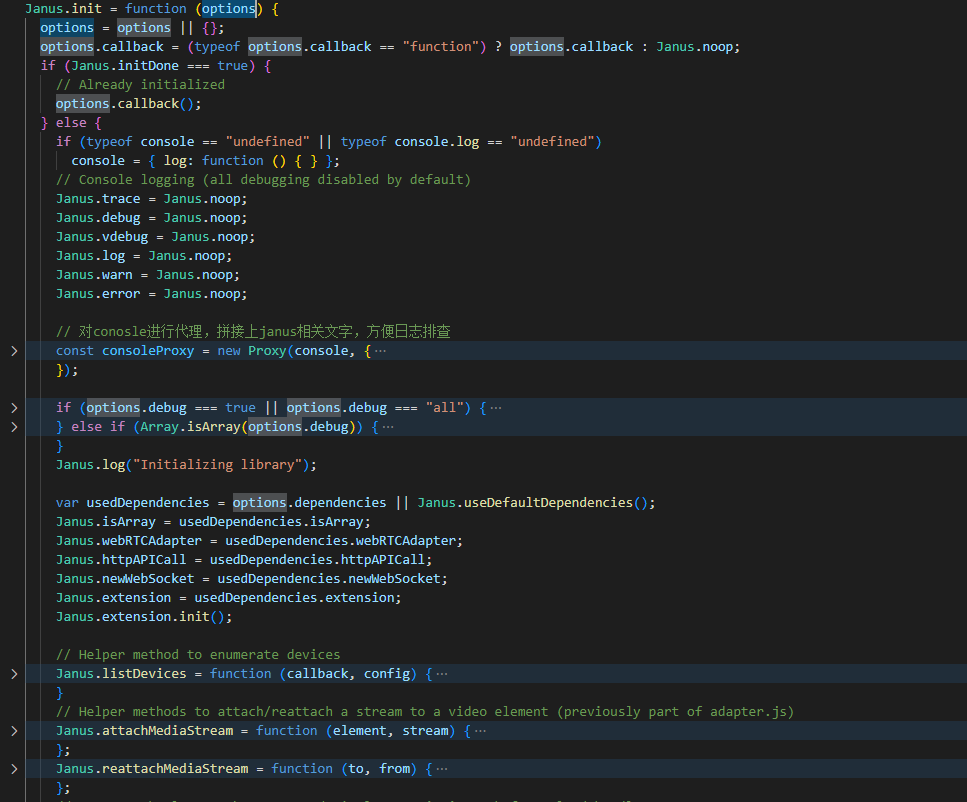 Janus.init = function (options) {
options = options || {};
options.callback = (typeof options.callback == "function") ? options.callback : Janus.noop;
if (Janus.initDone === true) {
// Already initialized
options.callback();
} else {
if (typeof console == "undefined" || typeof console.log == "undefined")
console = { log: function () { } };
// Console logging (all debugging disabled by default)
Janus.trace = Janus.noop;
Janus.debug = Janus.noop;
Janus.vdebug = Janus.noop;
Janus.log = Janus.noop;
Janus.warn = Janus.noop;
Janus.error = Janus.noop;
// 对conosle进行代理，拼接上janus相关文字，方便日志排查
const consoleProxy = new Proxy(console, {···
});
if (options.debug === true || options.debug === "all") {···
} else if (Array.isArray(options.debug)) {···
}
Janus.log("Initializing library");
var usedDependencies = options.dependencies || Janus.useDefaultDependencies();
Janus.isArray = usedDependencies.isArray;
Janus.webRTCAdapter = usedDependencies.webRTCAdapter;
Janus.httpAPICall = usedDependencies.httpAPICall;
Janus.newWebSocket = usedDependencies.newWebSocket;
Janus.extension = usedDependencies.extension;
Janus.extension.init();
// Helper method to enumerate devices
Janus.listDevices = function (callback, config) {···
}
// Helper methods to attach/reattach a stream to a video element (previously part of adapter.js)
Janus.attachMediaStream = function (element, stream) {···
};
Janus.reattachMediaStream = function (to, from) {···
};